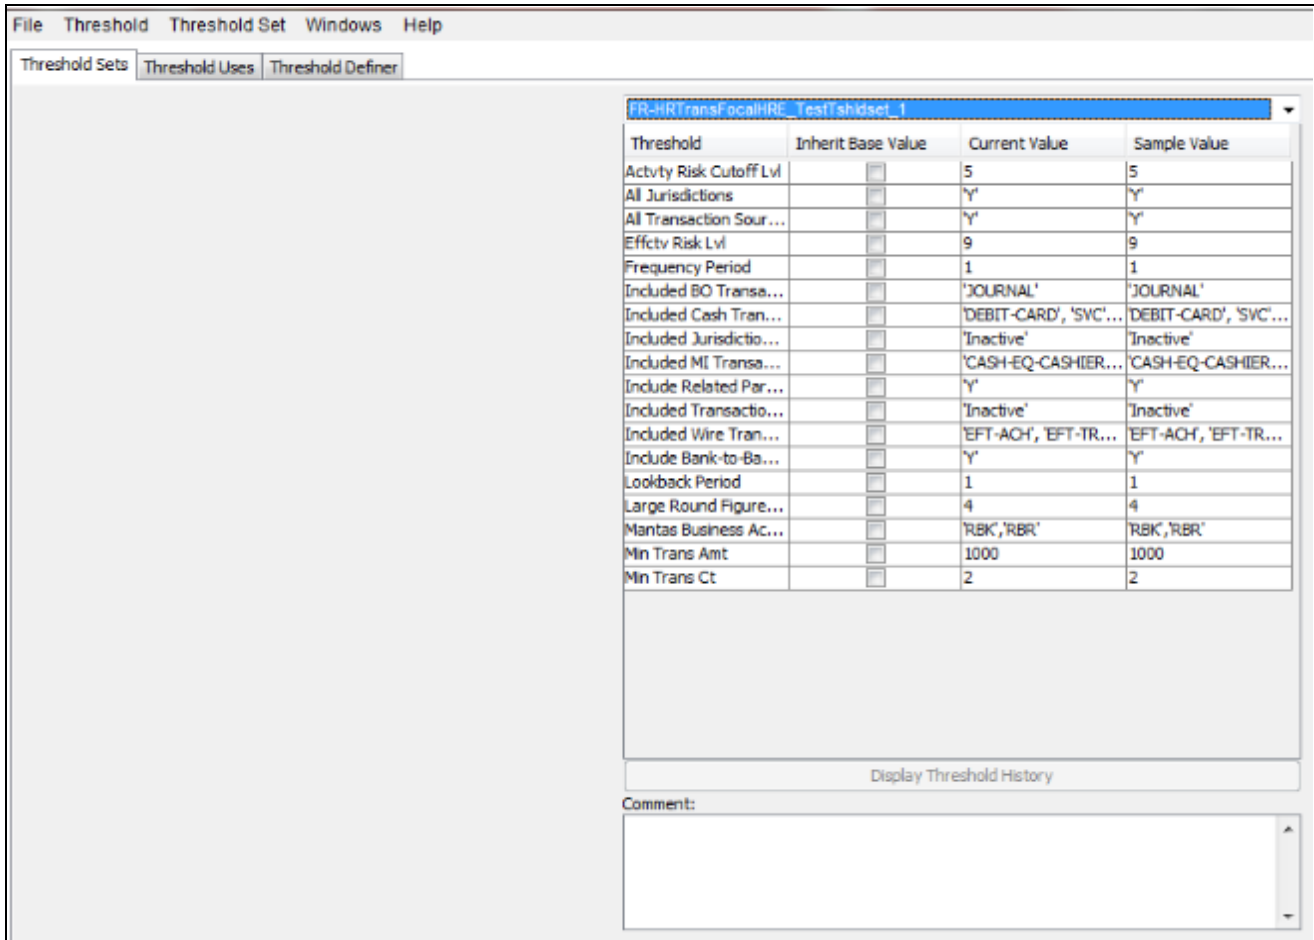 File Threshold Threshold Set Windows Help
Threshold Sets Threshold Uses Threshold Definer
FR-HRTransFocalHRE_TestTshldset_1
Threshold Inherit Base Value Current Value Sample Value
Actvty Risk Cutoff Lvl 5 5
All Jurisdictions 'Y' 'Y'
All Transaction Sour... 'Y' 'Y'
Effctv Risk Lvl 9 9
Frequency Period 1 1
Included BO Transa... 'JOURNAL' 'JOURNAL'
Included Cash Tran... 'DEBIT-CARD', 'SVC'... 'DEBIT-CARD', 'SVC'...
Included Jurisdictio... 'Inactive' 'Inactive'
Included MI Transa... 'CASH-EQ-CASHIER... 'CASH-EQ-CASHIER...
Include Related Par... 'Y' 'Y'
Included Transactio... 'Inactive' 'Inactive'
Included Wire Tran... 'EFT-ACH', 'EFT-TR... 'EFT-ACH', 'EFT-TR...
Include Bank-to-Ba... 'Y' 'Y'
Lookback Period 1 1
Large Round Figure... 4 4
Mantas Business Ac... 'RBK','RBR' 'RBK','RBR'
Min Trans Amt 1000 1000
Min Trans Ct 2 2
Display Threshold History
Comment: